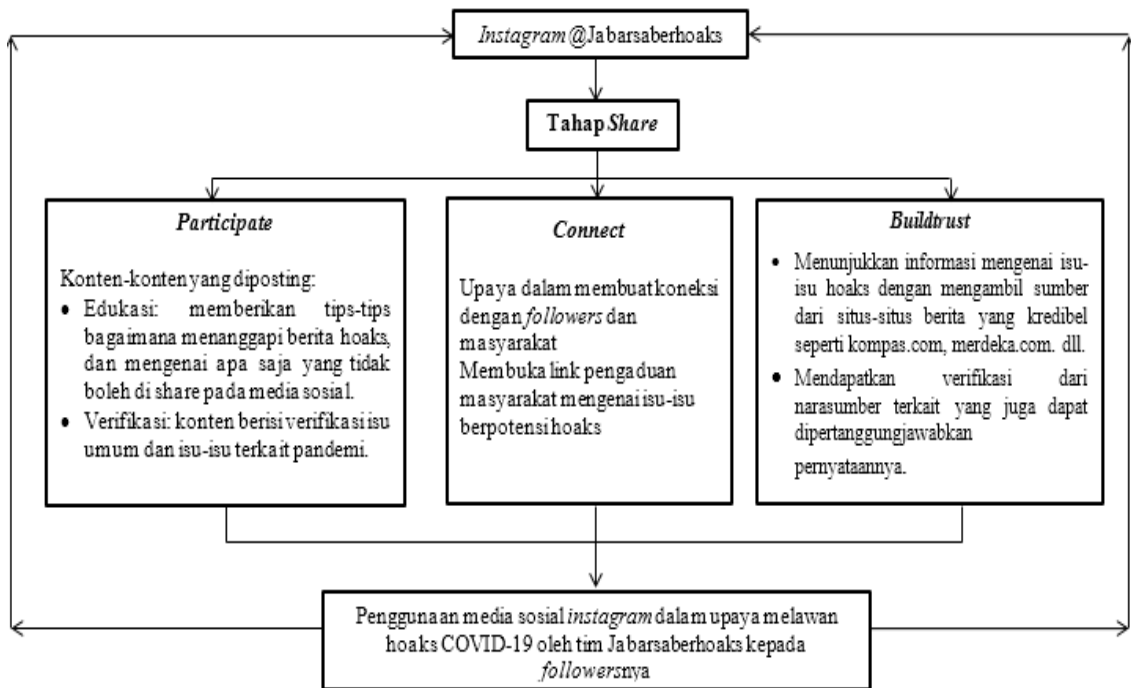 Instagram @Jabarsaberhoaks
Tahap Share
Participate
Konten-konten yang diposting:
• Edukasi: memberikan tips-tips
bagaimana menanggapi berita hoaks,
dan mengenai apa saja yang tidak
boleh di share pada media sosial.
• Verifikasi: konten berisi verifikasi isu
umum dan isu-isu terkait pandemi.
Connect
Upaya dalam membuat koneksi
dengan followers dan
masyarakat
Membuka link pengaduan
masyarakat mengenai isu-isu
berpotensi hoaks
Buildtrust
• Menunjukkan informasi mengenai isu-
isu hoaks dengan mengambil sumber
dari situs-situs berita yang kredibel
seperti kompas.com, merdeka.com. dll.
• Mendapatkan verifikasi dari
narasumber terkait yang juga dapat
dipertanggungjawabkan
pernyataannya.
Penggunaan media sosial instagram dalam upaya melawan
hoaks COVID-19 oleh tim Jabarsaberhoaks kepada
followersnya